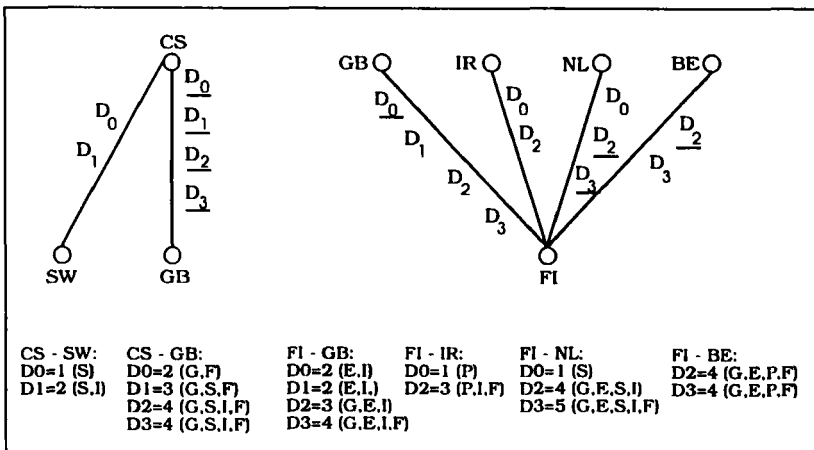 CS
D0
D1
D0
D1
D2
D3
SW
GB
GB
IR
NL
BE
D0
D1
D2
D3
D0
D2
D0
D2
D3
D2
D3
FI
CS - SW:
D0=1 (S)
D1=2 (S,I)
CS - GB:
D0=2 (G,F)
D1=3 (G,S,F)
D2=4 (G,S,I,F)
D3=4 (G,S,I,F)
FI - GB:
D0=2 (E,I)
D1=2 (E,I,)
D2=3 (G,E,I)
D3=4 (G,E,I,F)
FI - IR:
D0=1 (P)
D2=3 (P,I,F)
FI - NL:
D0=1 (S)
D2=4 (G,E,S,I)
D3=5 (G,E,S,I,F)
FI - BE:
D2=4 (G,E,P,F)
D3=4 (G,E,P,F)